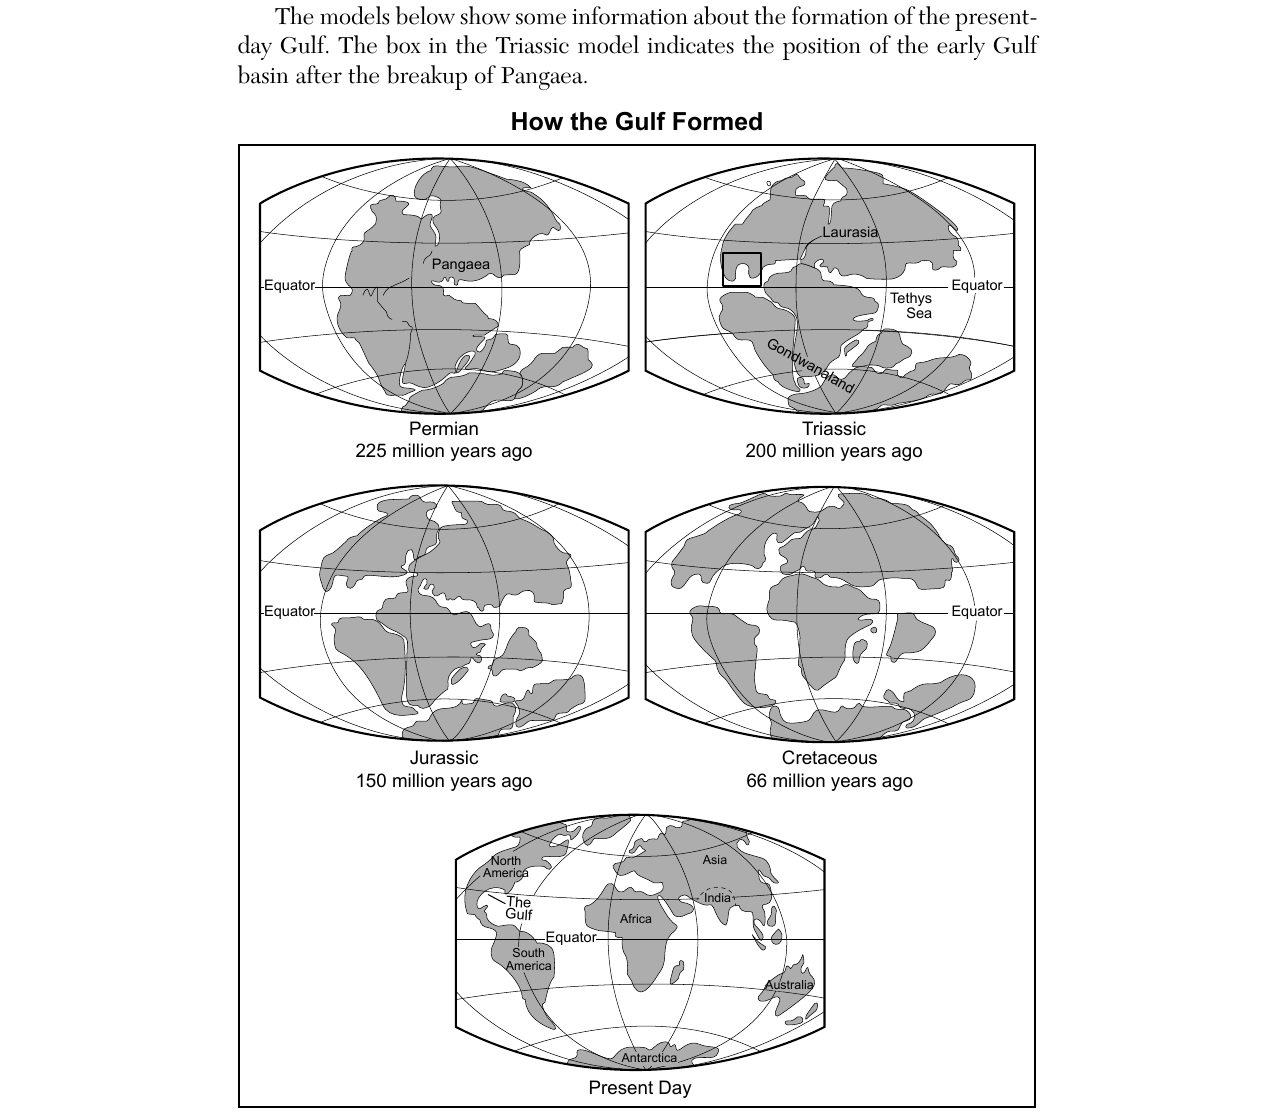 The models below show some information about the formation of the present-
day Gulf. The box in the Triassic model indicates the position of the early Gulf
basin after the breakup of Pangaea.
How the Gulf Formed
Pangaea
Equator
Permian
225 million years ago
Laurasia
Equator
Tethys
Sea
Gondwanaland
Triassic
200 million years ago
Equator
Jurassic
150 million years ago
Equator
Cretaceous
66 million years ago
North
America
Asia
The
Gulf
India
Africa
Equator
South
America
Australia
Antarctica
Present Day